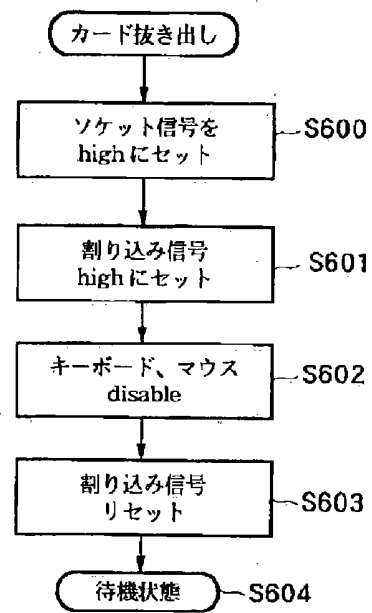 カード抜き出し
ソケット信号を
highにセット
S600
割り込み信号
highにセット
S601
キーボード、マウス
disable
S602
割り込み信号
リセット
S603
待機状態
S604